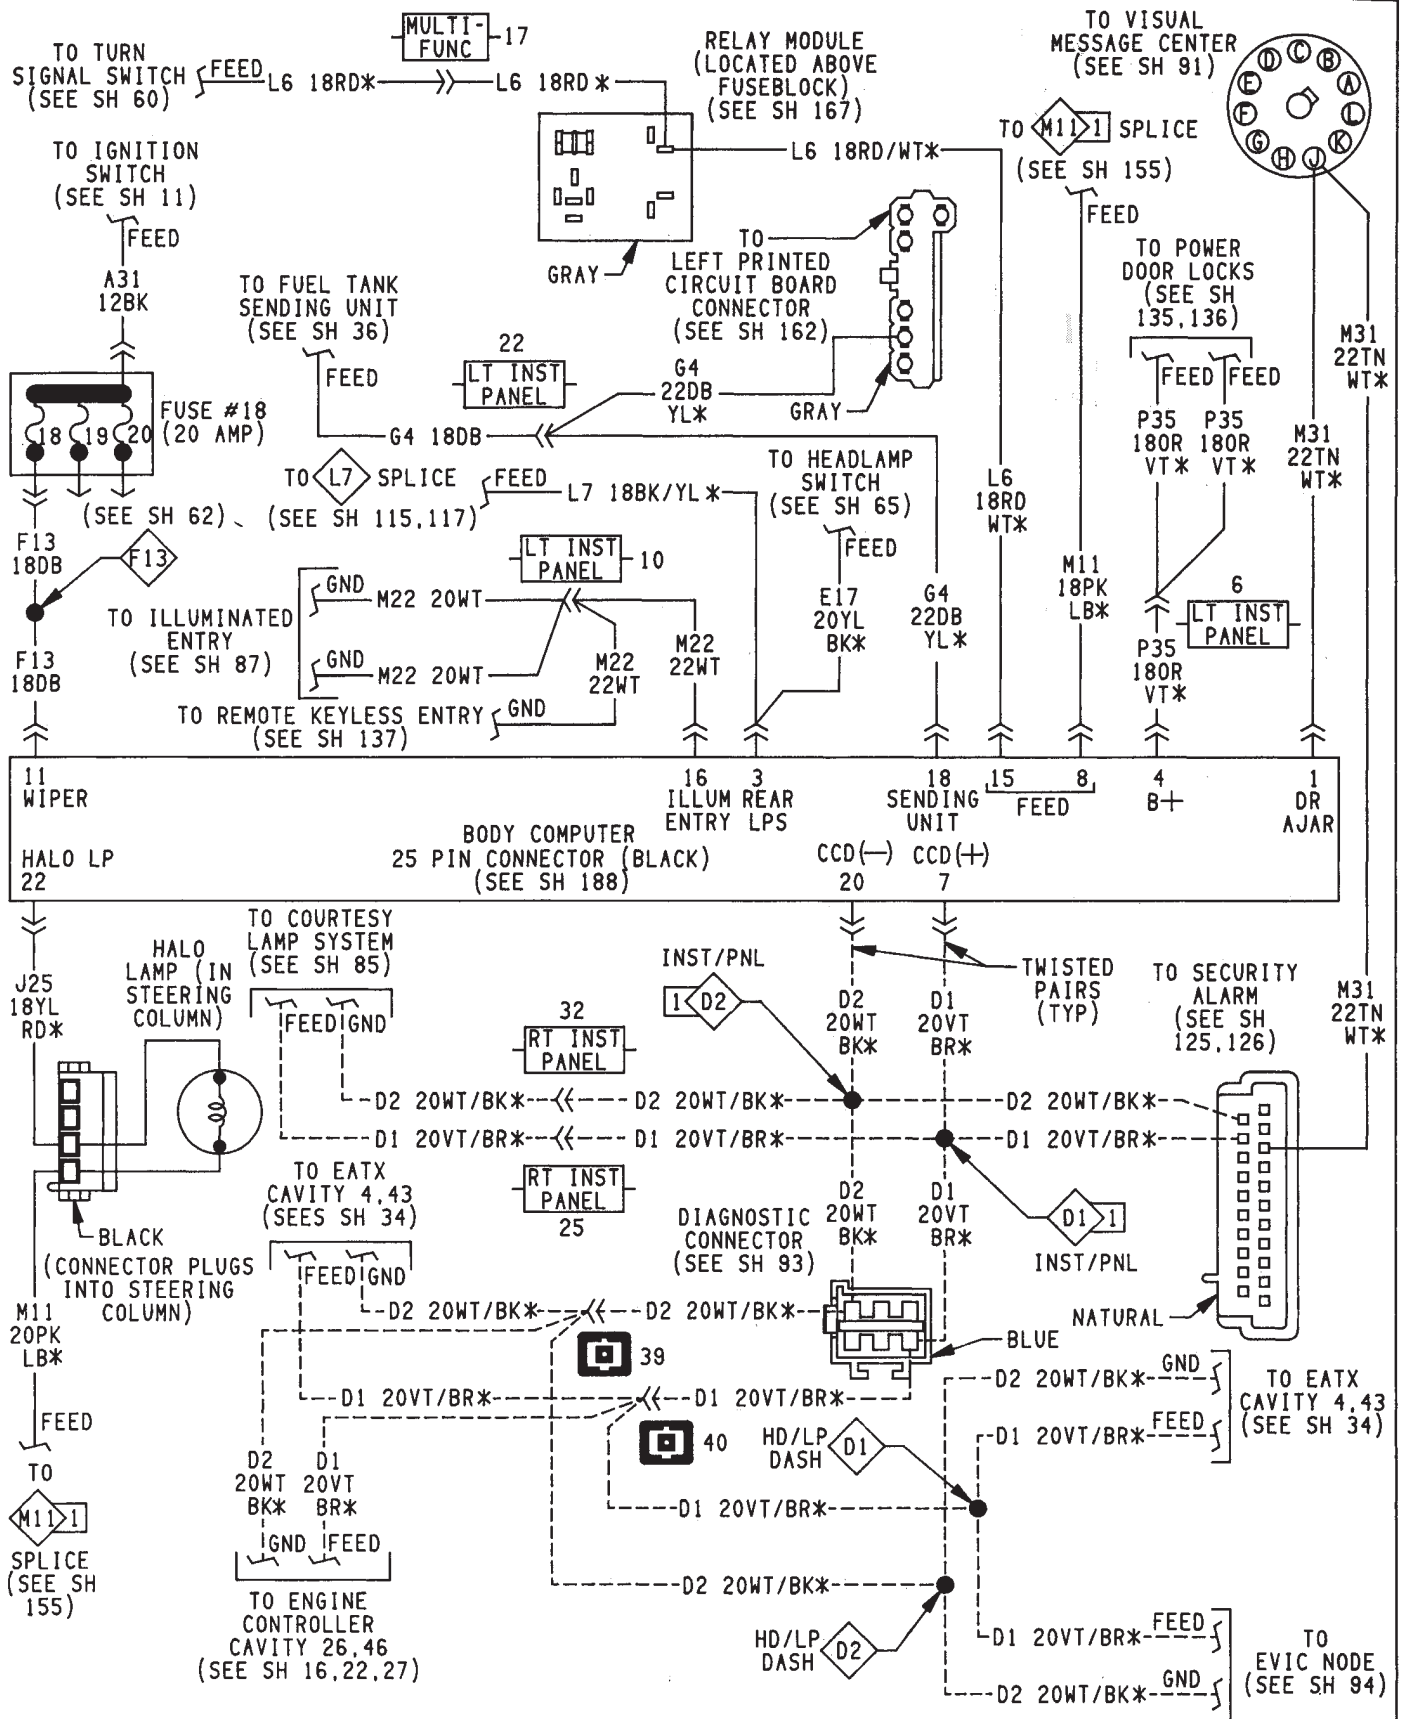 MULTI-
FUNC
17
TO TURN
SIGNAL SWITCH
(SEE SH 60)
FEED
L6 18RD*
L6 18RD *
RELAY MODULE
(LOCATED ABOVE
FUSEBLOCK)
(SEE SH 167)
TO VISUAL
MESSAGE CENTER
(SEE SH 91)
C
D
B
E
A
F
L
G
K
H
J
TO IGNITION
SWITCH
(SEE SH 11)
FEED
L6 18RD/WT*
TO M11 1 SPLICE
(SEE SH 155)
FEED
A31
12BK
GRAY
TO FUEL TANK
SENDING UNIT
(SEE SH 36)
FEED
TO
LEFT PRINTED
CIRCUIT BOARD
CONNECTOR
(SEE SH 162)
TO POWER
DOOR LOCKS
(SEE SH
135,136)
FEED
FEED
M31
22TN
WT*
22
LT INST
PANEL
G4
22DB
YL*
GRAY
FUSE #18
(20 AMP)
18
19
20
G4 18DB
P35
18OR
VT*
P35
18OR
VT*
M31
22TN
WT*
TO L7 SPLICE
(SEE SH 115,117)
FEED
L7 18BK/YL *
TO HEADLAMP
SWITCH
(SEE SH 65)
FEED
L6
18RD
WT*
(SEE SH 62)
F13
18DB
F13
LT INST
PANEL
10
GND
M22 20WT
TO ILLUMINATED
ENTRY
(SEE SH 87)
E17
20YL
BK*
G4
22DB
YL*
M11
18PK
LB*
6
LT INST
PANEL
F13
18DB
GND
M22 20WT
M22
22WT
M22
22WT
P35
18OR
VT*
TO REMOTE KEYLESS ENTRY
(SEE SH 137)
GND
11
WIPER
16
ILLUM
ENTRY
3
REAR
LPS
18
SENDING
UNIT
15
8
FEED
4
B+
1
DR
AJAR
BODY COMPUTER
25 PIN CONNECTOR (BLACK)
(SEE SH 188)
HALO LP
22
CCD(—)
20
CCD(+)
7
TO COURTESY
LAMP SYSTEM
(SEE SH 85)
FEED
GND
HALO
LAMP (IN
STEERING
COLUMN)
J25
18YL
RD*
INST/PNL
1 D2
TWISTED
PAIRS
(TYP)
TO SECURITY
ALARM
(SEE SH
125,126)
M31
22TN
WT*
32
RT INST
PANEL
D2
20WT
BK*
D1
20VT
BR*
D2 20WT/BK*
D2 20WT/BK*
D2 20WT/BK*
D1 20VT/BR*
D1 20VT/BR*
D1 20VT/BR*
RT INST
PANEL
25
TO EATX
CAVITY 4,43
(SEES SH 34)
FEED
GND
D2
20WT
BK*
D1
20VT
BR*
DIAGNOSTIC
CONNECTOR
(SEE SH 93)
D1 1
INST/PNL
BLACK
(CONNECTOR PLUGS
INTO STEERING
COLUMN)
D2 20WT/BK*
D2 20WT/BK*
NATURAL
BLUE
M11
20PK
LB*
39
D1 20VT/BR*
D1 20VT/BR*
D2 20WT/BK*
GND
TO EATX
CAVITY 4,43
(SEE SH 34)
FEED
TO
M11 1
SPLICE
(SEE SH
155)
40
HD/LP
DASH
D1
D1 20VT/BR*
FEED
D2
20WT
BK*
D1
20VT
BR*
D1 20VT/BR*
GND
FEED
TO ENGINE
CONTROLLER
CAVITY 26,46
(SEE SH 16,22,27)
D2 20WT/BK*
HD/LP
DASH
D2
D1 20VT/BR*
FEED
D2 20WT/BK*
GND
TO
EVIC NODE
(SEE SH 94)